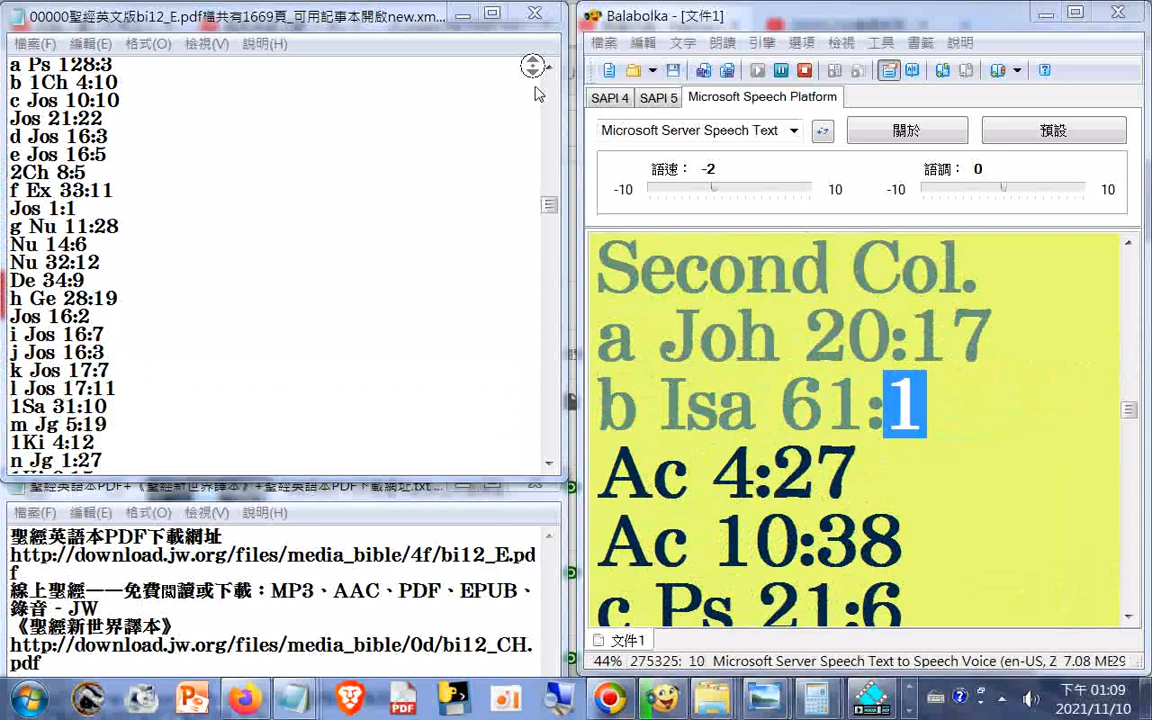 00000聖經英文版bi12_E.pdf檔共有1669頁_可用記事本開啟new.xm...
檔案(F) 編輯(E) 格式(O) 檢視(V) 說明(H)
a Ps 128:3
b 1Ch 4:10
c Jos 10:10
Jos 21:22
d Jos 16:3
e Jos 16:5
2Ch 8:5
f Ex 33:11
Jos 1:1
g Nu 11:28
Nu 14:6
Nu 32:12
De 34:9
h Ge 28:19
Jos 16:2
i Jos 16:7
j Jos 16:3
k Jos 17:7
l Jos 17:11
1Sa 31:10
m Jg 5:19
1Ki 4:12
n Jg 1:27
聖經英語本PDF+《聖經新世界譯本》+聖經英語本PDF下載網址.txt ...
檔案(F) 編輯(E) 格式(O) 檢視(V) 說明(H)
聖經英語本PDF下載網址
http://download.jw.org/files/media_bible/4f/bi12_E.pd
f
線上聖經——免費閱讀或下載：MP3、AAC、PDF、EPUB、
錄音 - JW
《聖經新世界譯本》
http://download.jw.org/files/media_bible/0d/bi12_CH.
pdf
Balabolka - [文件1]
檔案 編輯 文字 朗讀 引擎 選項 檢視 工具 書籤 說明
SAPI 4 SAPI 5 Microsoft Speech Platform
Microsoft Server Speech Text 關於 預設
語速： -2 語調： 0
-10 10 -10 10
Second Col.
a Joh 20:17
b Isa 61:1
Ac 4:27
Ac 10:38
c Ps 21:6
文件1
44% 275325: 10 Microsoft Server Speech Text to Speech Voice (en-US, Z 7.08 ME29
PDF
下午 01:09
2021/11/10